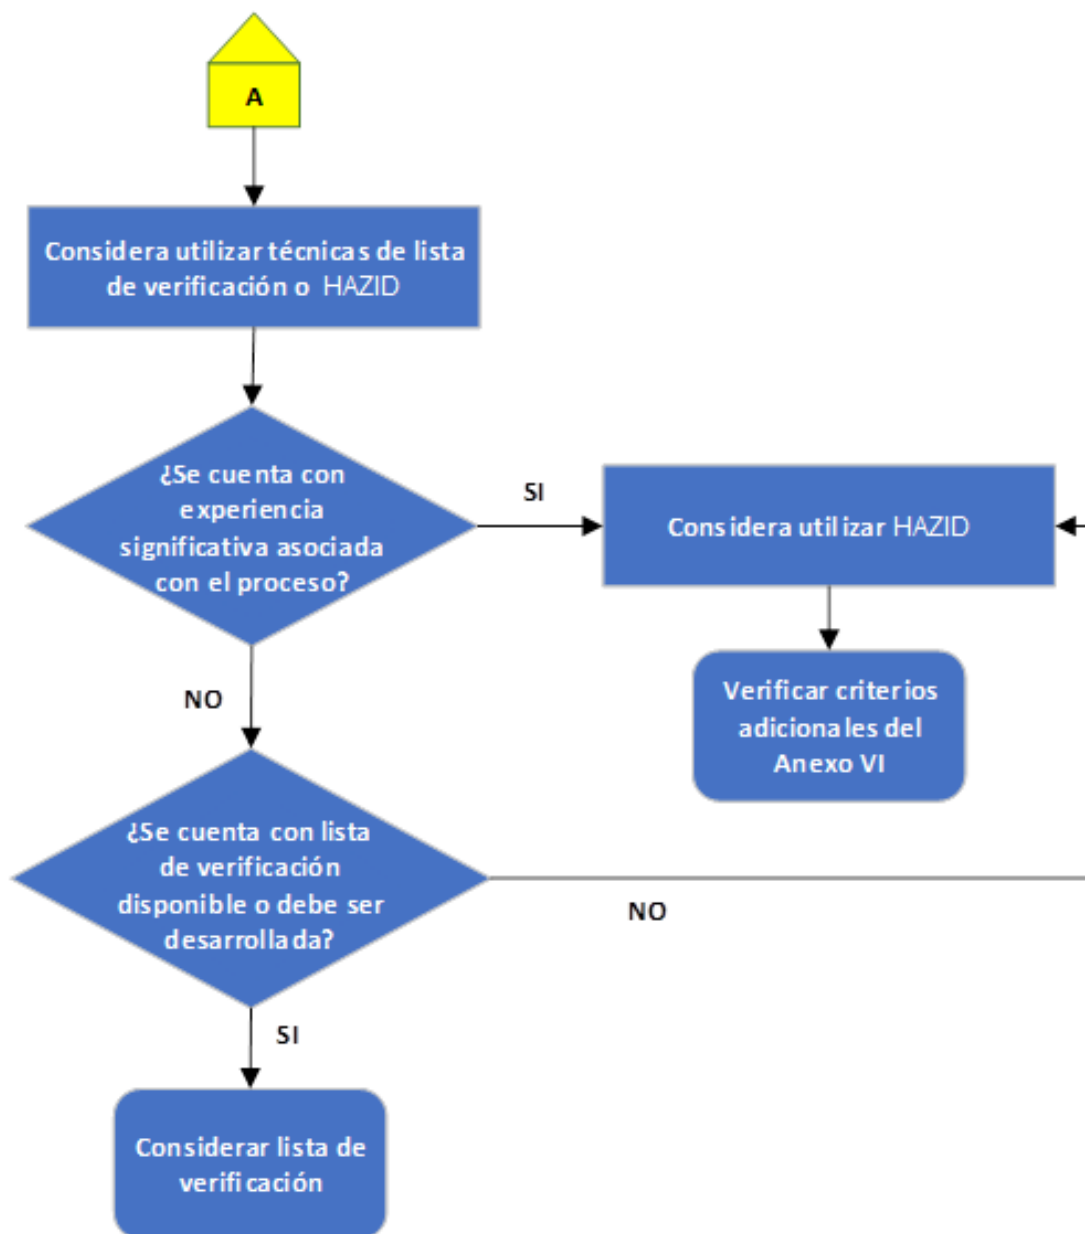 A
Considera utilizar técnicas de lista
de verificación o HAZID
¿Se cuenta con
experiencia
significativa asociada
con el proceso?
SI
Considera utilizar HAZID
NO
Verificar criterios
adicionales del
Anexo VI
¿Se cuenta con lista
de verificación
disponible o debe ser
desarrollada?
NO
SI
Considerar lista de
verificación